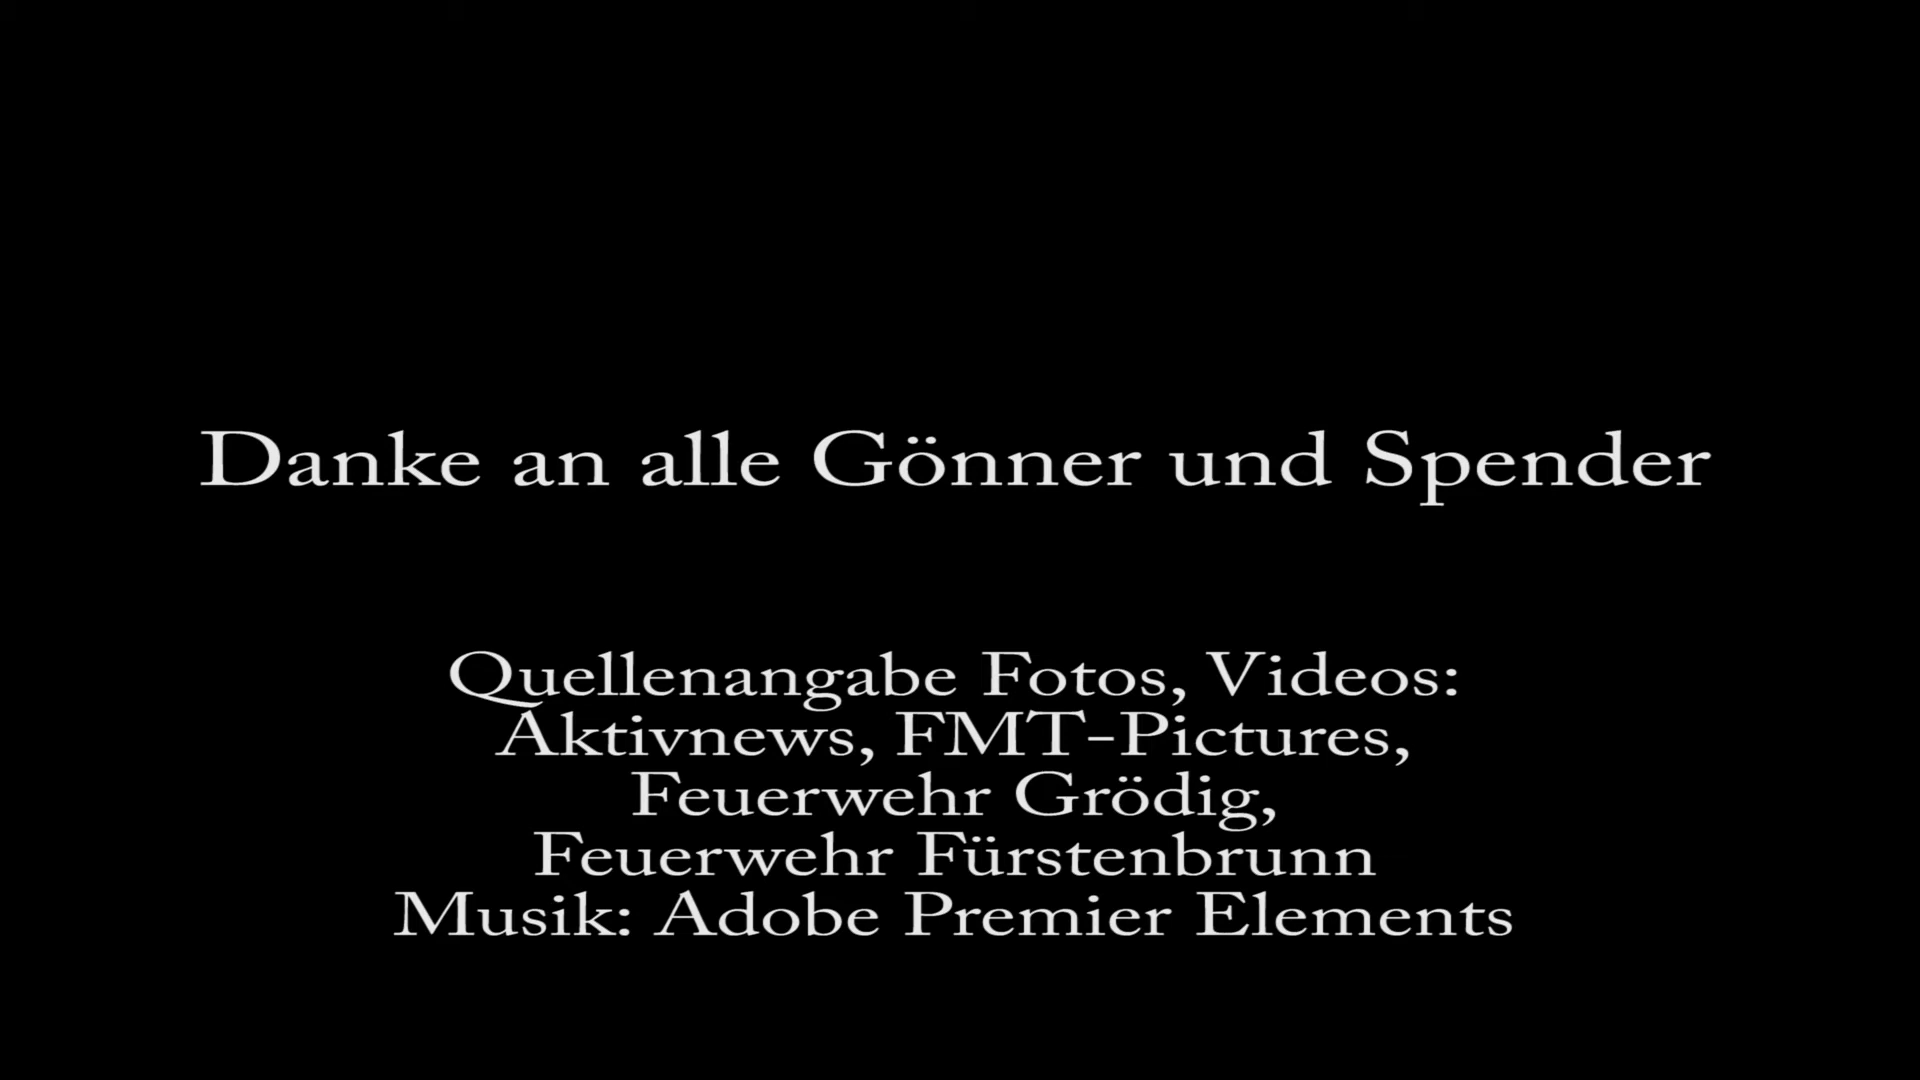 Danke an alle Gönner und Spender
Quellenangabe Fotos, Videos:
Aktivnews, FMT-Pictures,
Feuerwehr Grödig,
Feuerwehr Fürstenbrunn
Musik: Adobe Premier Elements